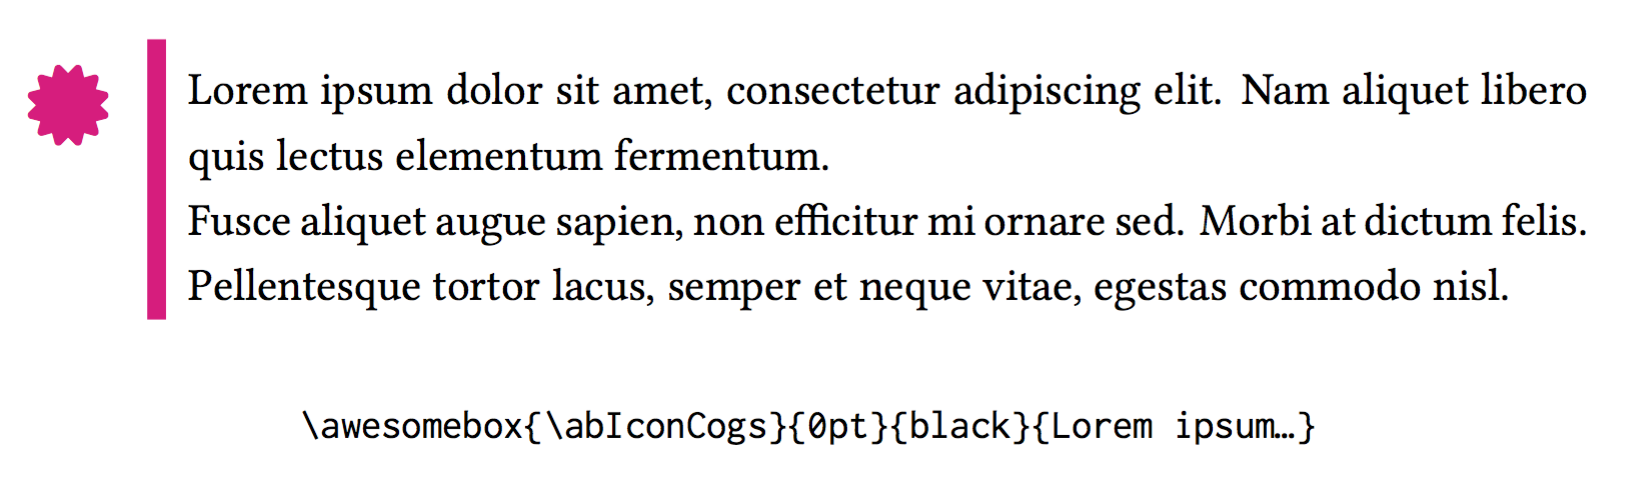 Lorem ipsum dolor sit amet, consectetur adipiscing elit. Nam aliquet libero
quis lectus elementum fermentum.
Fusce aliquet augue sapien, non efficitur mi ornare sed. Morbi at dictum felis.
Pellentesque tortor lacus, semper et neque vitae, egestas commodo nisl.
\awesomebox{\abIconCogs}{0pt}{black}{Lorem ipsum…}